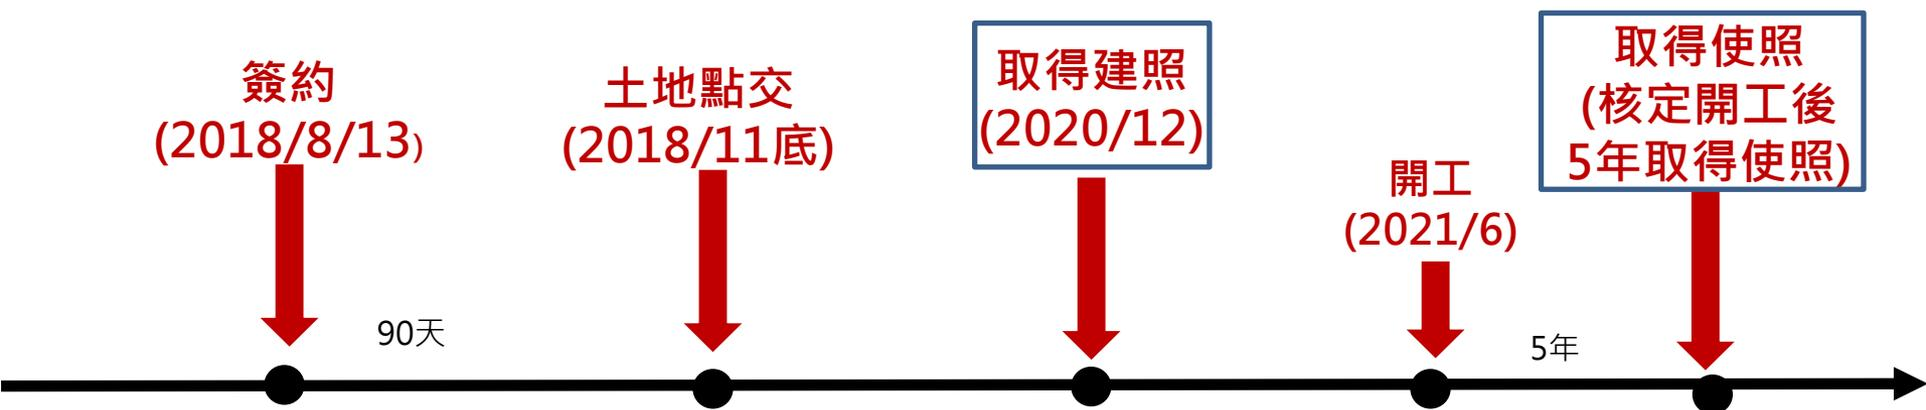 簽約
(2018/8/13)
90天
土地點交
(2018/11底)
取得建照
(2020/12)
開工
(2021/6)
5年
取得使照
(核定開工後
5年取得使照)